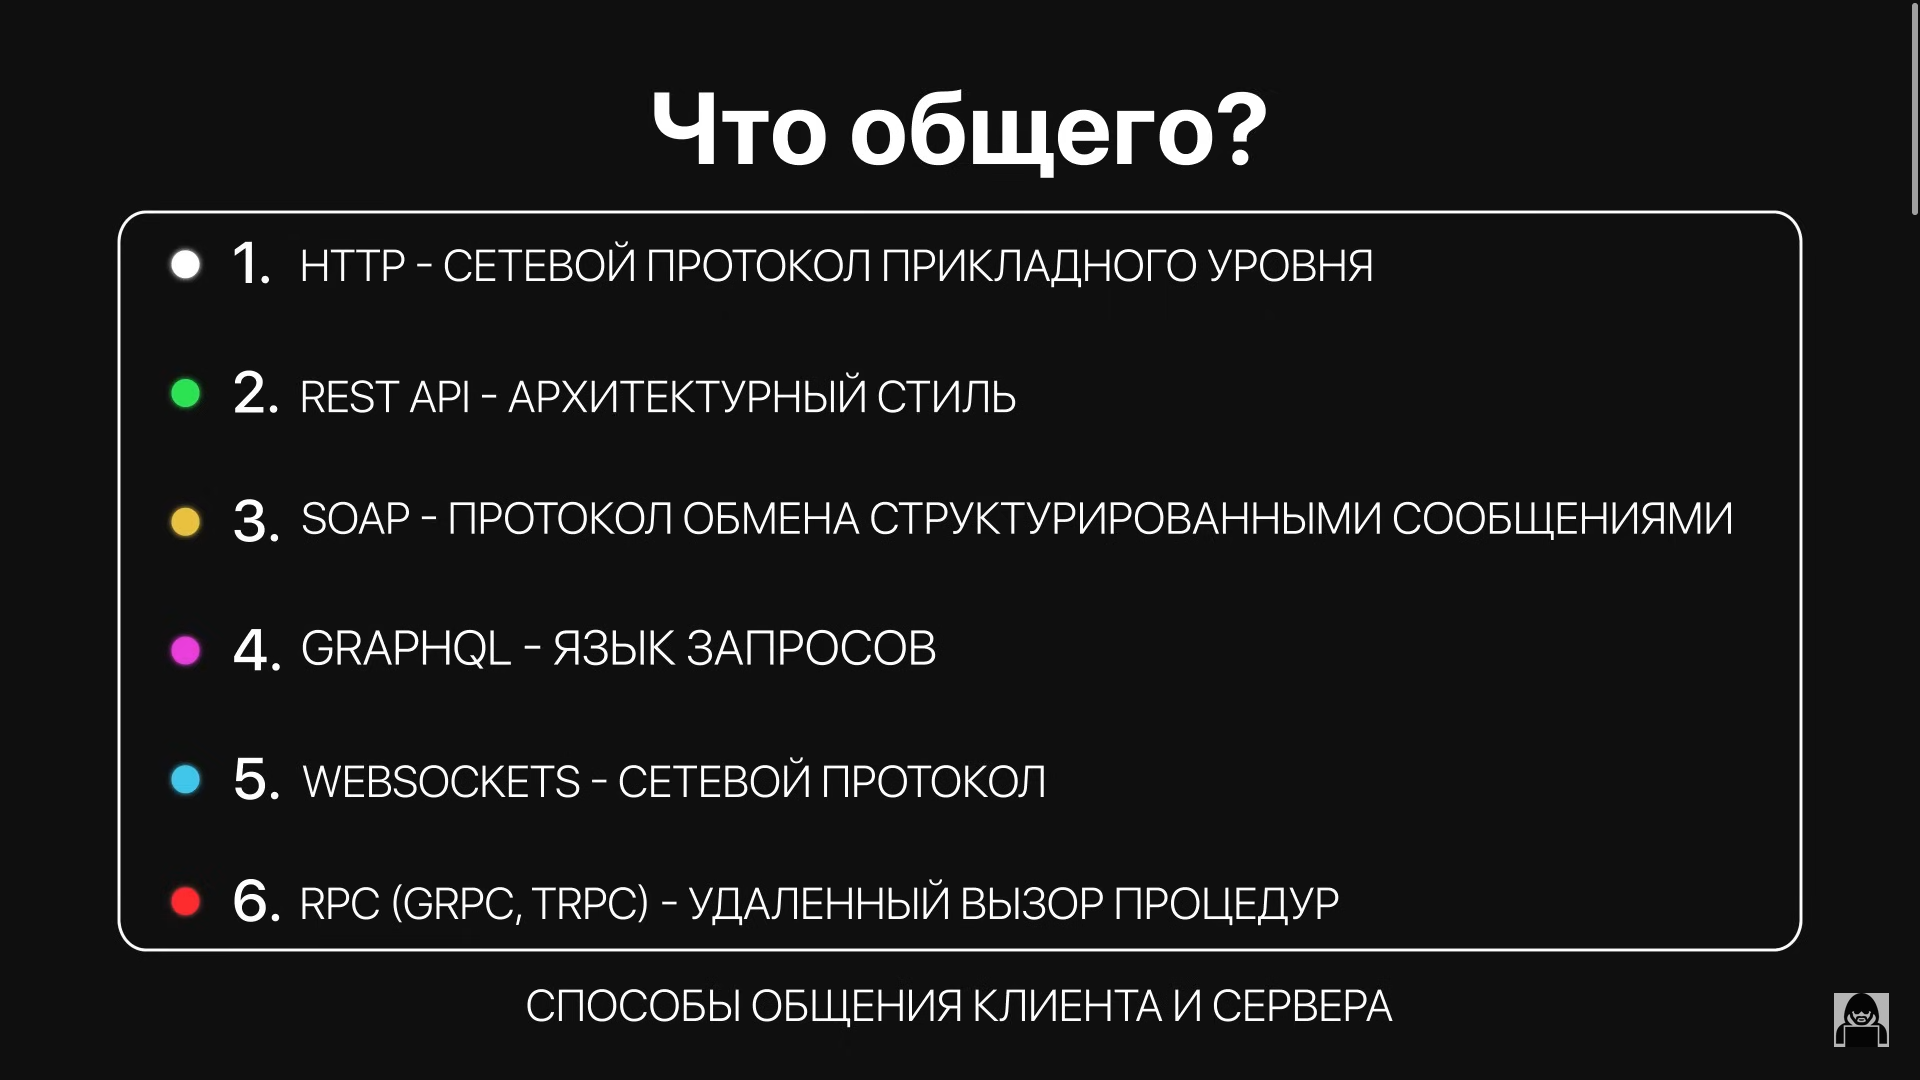 Что общего?
1. HTTP - СЕТЕВОЙ ПРОТОКОЛ ПРИКЛАДНОГО УРОВНЯ
2. REST API - АРХИТЕКТУРНЫЙ СТИЛЬ
3. SOAP - ПРОТОКОЛ ОБМЕНА СТРУКТУРИРОВАННЫМИ СООБЩЕНИЯМИ
4. GRAPHQL - ЯЗЫК ЗАПРОСОВ
5. WEBSOCKETS - СЕТЕВОЙ ПРОТОКОЛ
6. RPC (GRPC, TRPC) - УДАЛЕННЫЙ ВЫЗОР ПРОЦЕДУР
СПОСОБЫ ОБЩЕНИЯ КЛИЕНТА И СЕРВЕРА